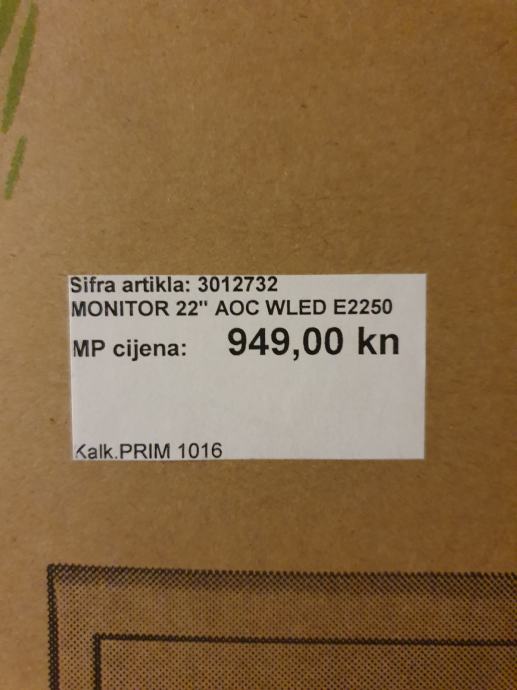 Sifra artikla: 3012732
MONITOR 22" AOC WLED E2250
MP cijena: 949,00 kn
Kalk.PRIM 1016